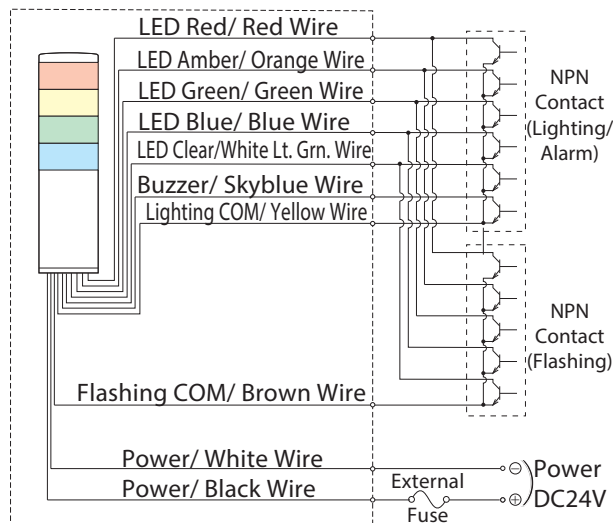 LED Red/ Red Wire
LED Amber/ Orange Wire
LED Green/ Green Wire
LED Blue/ Blue Wire
LED Clear/White Lt. Grn. Wire
Buzzer/ Skyblue Wire
Lighting COM/ Yellow Wire
NPN
Contact
(Lighting/
Alarm)
NPN
Contact
(Flashing)
Flashing COM/ Brown Wire
Power/ White Wire
Power/ Black Wire
External
Fuse
⊖ Power
⊕ DC24V